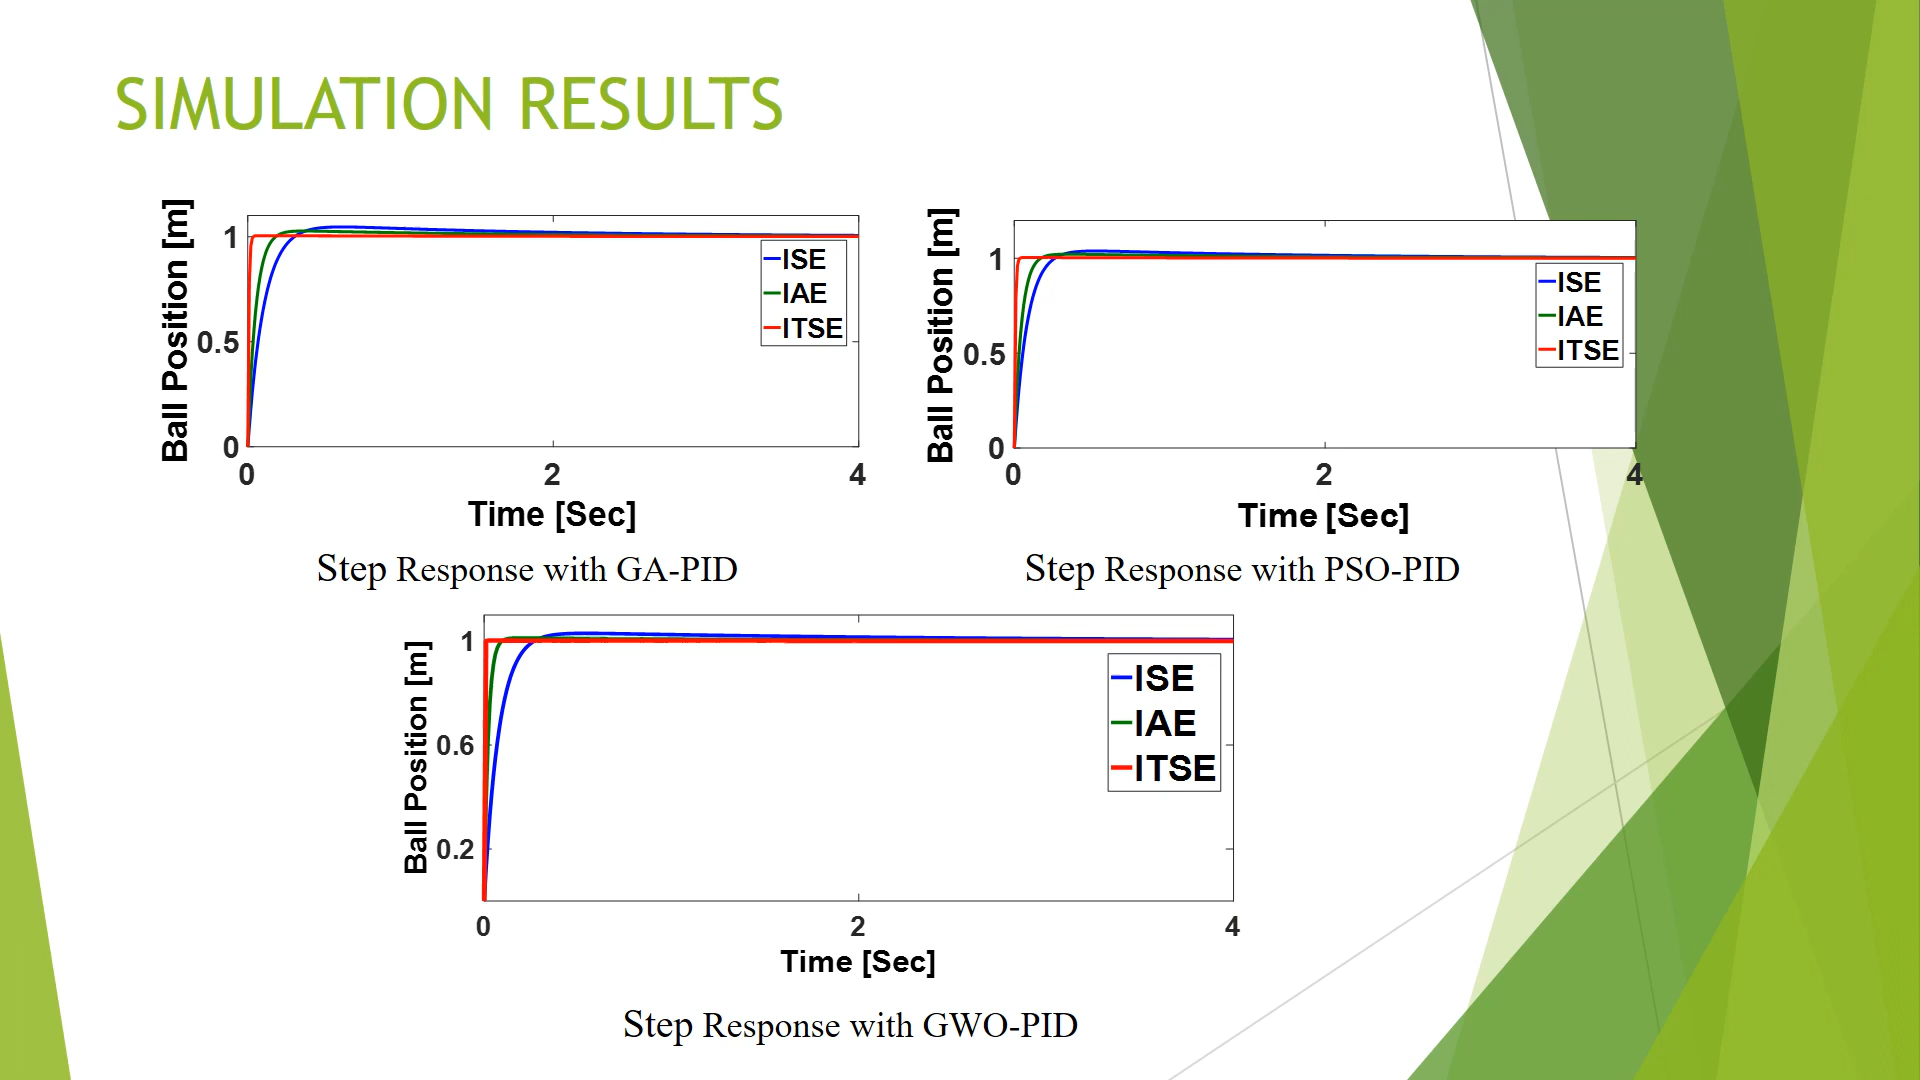 SIMULATION RESULTS
Ball Position [m]
1
0.5
0
0 2 4
Time [Sec]
ISE
IAE
ITSE
Step Response with GA-PID
Ball Position [m]
1
0.5
0
0 2 4
Time [Sec]
ISE
IAE
ITSE
Step Response with PSO-PID
Ball Position [m]
1
0.6
0.2
0 2 4
Time [Sec]
ISE
IAE
ITSE
Step Response with GWO-PID